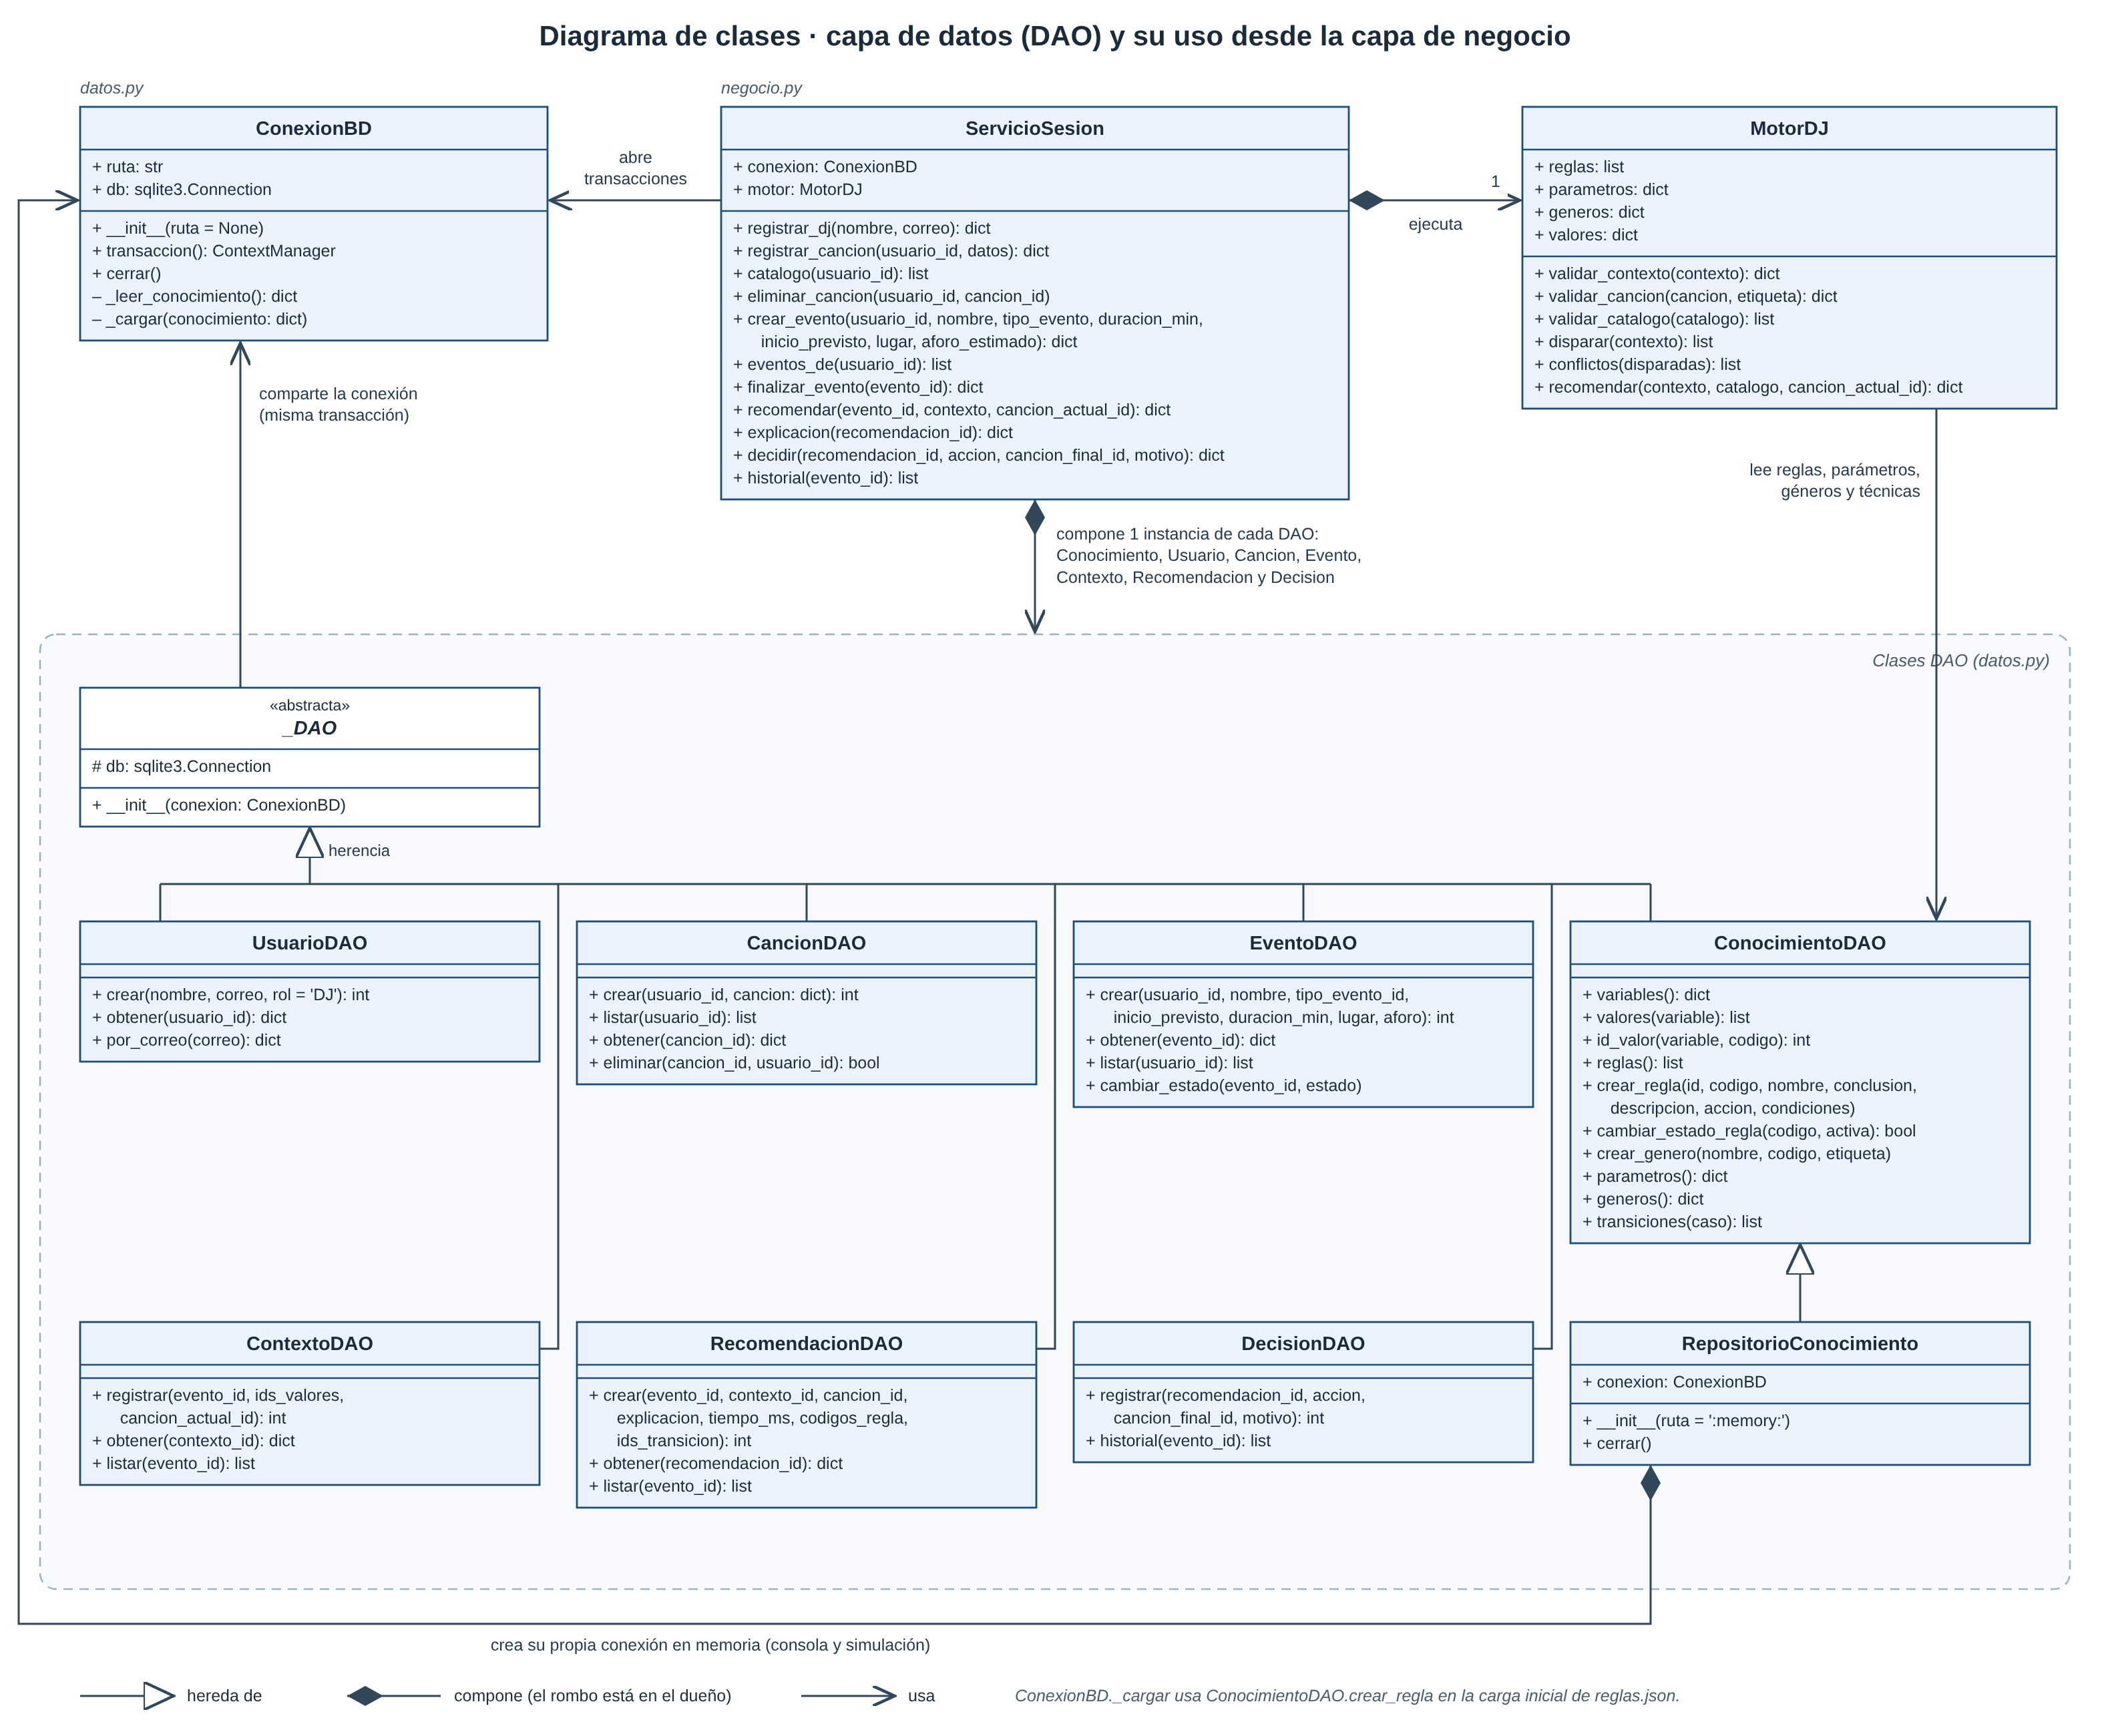 Diagrama de clases · capa de datos (DAO) y su uso desde la capa de negocio
datos.py
ConexionBD
+ ruta: str
+ db: sqlite3.Connection
+ __init__(ruta = None)
+ transaccion(): ContextManager
+ cerrar()
– _leer_conocimiento(): dict
– _cargar(conocimiento: dict)
abre
transacciones
negocio.py
ServicioSesion
+ conexion: ConexionBD
+ motor: MotorDJ
+ registrar_dj(nombre, correo): dict
+ registrar_cancion(usuario_id, datos): dict
+ catalogo(usuario_id): list
+ eliminar_cancion(usuario_id, cancion_id)
+ crear_evento(usuario_id, nombre, tipo_evento, duracion_min,
inicio_previsto, lugar, aforo_estimado): dict
+ eventos_de(usuario_id): list
+ finalizar_evento(evento_id): dict
+ recomendar(evento_id, contexto, cancion_actual_id): dict
+ explicacion(recomendacion_id): dict
+ decidir(recomendacion_id, accion, cancion_final_id, motivo): dict
+ historial(evento_id): list
1
ejecuta
MotorDJ
+ reglas: list
+ parametros: dict
+ generos: dict
+ valores: dict
+ validar_contexto(contexto): dict
+ validar_cancion(cancion, etiqueta): dict
+ validar_catalogo(catalogo): list
+ disparar(contexto): list
+ conflictos(disparadas): list
+ recomendar(contexto, catalogo, cancion_actual_id): dict
comparte la conexión
(misma transacción)
compone 1 instancia de cada DAO:
Conocimiento, Usuario, Cancion, Evento,
Contexto, Recomendacion y Decision
lee reglas, parámetros,
géneros y técnicas
Clases DAO (datos.py)
«abstracta»
_DAO
# db: sqlite3.Connection
+ __init__(conexion: ConexionBD)
herencia
UsuarioDAO
+ crear(nombre, correo, rol = 'DJ'): int
+ obtener(usuario_id): dict
+ por_correo(correo): dict
CancionDAO
+ crear(usuario_id, cancion: dict): int
+ listar(usuario_id): list
+ obtener(cancion_id): dict
+ eliminar(cancion_id, usuario_id): bool
EventoDAO
+ crear(usuario_id, nombre, tipo_evento_id,
inicio_previsto, duracion_min, lugar, aforo): int
+ obtener(evento_id): dict
+ listar(usuario_id): list
+ cambiar_estado(evento_id, estado)
ConocimientoDAO
+ variables(): dict
+ valores(variable): list
+ id_valor(variable, codigo): int
+ reglas(): list
+ crear_regla(id, codigo, nombre, conclusion,
descripcion, accion, condiciones)
+ cambiar_estado_regla(codigo, activa): bool
+ crear_genero(nombre, codigo, etiqueta)
+ parametros(): dict
+ generos(): dict
+ transiciones(caso): list
ContextoDAO
+ registrar(evento_id, ids_valores,
cancion_actual_id): int
+ obtener(contexto_id): dict
+ listar(evento_id): list
RecomendacionDAO
+ crear(evento_id, contexto_id, cancion_id,
explicacion, tiempo_ms, codigos_regla,
ids_transicion): int
+ obtener(recomendacion_id): dict
+ listar(evento_id): list
DecisionDAO
+ registrar(recomendacion_id, accion,
cancion_final_id, motivo): int
+ historial(evento_id): list
RepositorioConocimiento
+ conexion: ConexionBD
+ __init__(ruta = ':memory:')
+ cerrar()
crea su propia conexión en memoria (consola y simulación)
hereda de
compone (el rombo está en el dueño)
usa
ConexionBD._cargar usa ConocimientoDAO.crear_regla en la carga inicial de reglas.json.